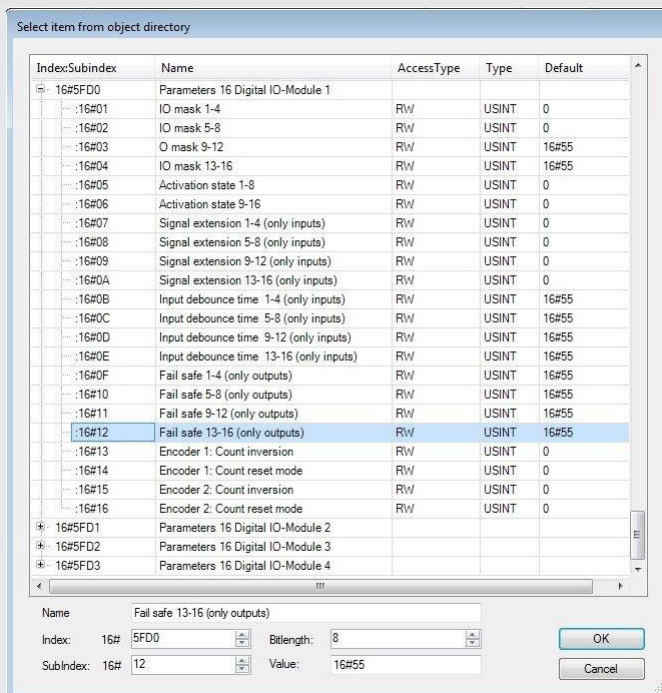 Select item from object directory
Index:Subindex Name AccessType Type Default
16#5FD0 Parameters 16 Digital IO-Module 1
:16#01 IO mask 1-4 RW USINT 0
:16#02 IO mask 5-8 RW USINT 0
:16#03 O mask 9-12 RW USINT 16#55
:16#04 IO mask 13-16 RW USINT 16#55
:16#05 Activation state 1-8 RW USINT 0
:16#06 Activation state 9-16 RW USINT 0
:16#07 Signal extension 1-4 (only inputs) RW USINT 0
:16#08 Signal extension 5-8 (only inputs) RW USINT 0
:16#09 Signal extension 9-12 (only inputs) RW USINT 0
:16#0A Signal extension 13-16 (only inputs) RW USINT 0
:16#0B Input debounce time 1-4 (only inputs) RW USINT 16#55
:16#0C Input debounce time 5-8 (only inputs) RW USINT 16#55
:16#0D Input debounce time 9-12 (only inputs) RW USINT 16#55
:16#0E Input debounce time 13-16 (only inputs) RW USINT 16#55
:16#0F Fail safe 1-4 (only outputs) RW USINT 16#55
:16#10 Fail safe 5-8 (only outputs) RW USINT 16#55
:16#11 Fail safe 9-12 (only outputs) RW USINT 16#55
:16#12 Fail safe 13-16 (only outputs) RW USINT 16#55
:16#13 Encoder 1: Count inversion RW USINT 0
:16#14 Encoder 1: Count reset mode RW USINT 0
:16#15 Encoder 2: Count inversion RW USINT 0
:16#16 Encoder 2: Count reset mode RW USINT 0
16#5FD1 Parameters 16 Digital IO-Module 2
16#5FD2 Parameters 16 Digital IO-Module 3
16#5FD3 Parameters 16 Digital IO-Module 4
Name Fail safe 13-16 (only outputs)
Index: 16# 5FD0 Bitlength: 8 OK
SubIndex: 16# 12 Value: 16#55 Cancel